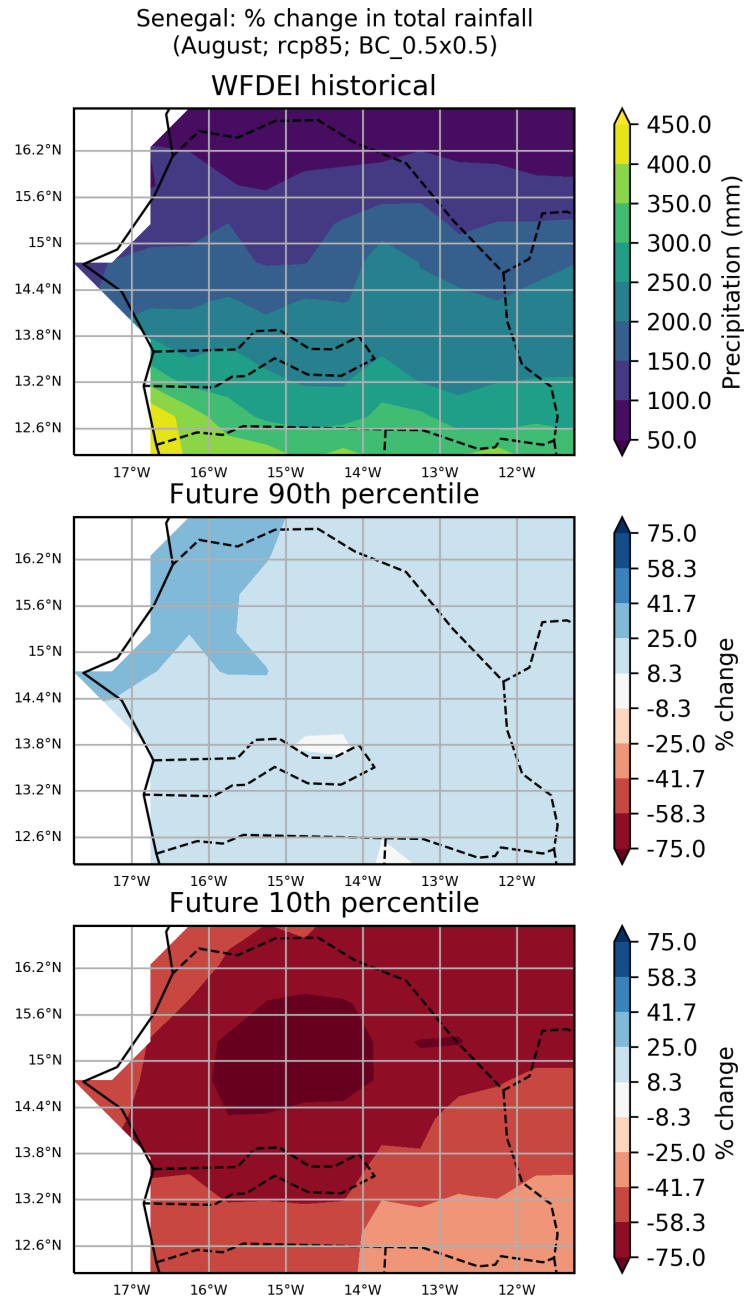 Senegal: % change in total rainfall
(August; rcp85; BC_0.5x0.5)
WFDEI historical
16.2°N
15.6°N
15°N
14.4°N
13.8°N
13.2°N
12.6°N
17°W 16°W 15°W 14°W 13°W 12°W
450.0
400.0
350.0
300.0
250.0
200.0
150.0
100.0
50.0
Precipitation (mm)
Future 90th percentile
16.2°N
15.6°N
15°N
14.4°N
13.8°N
13.2°N
12.6°N
17°W 16°W 15°W 14°W 13°W 12°W
75.0
58.3
41.7
25.0
8.3
-8.3
-25.0
-41.7
-58.3
-75.0
% change
Future 10th percentile
16.2°N
15.6°N
15°N
14.4°N
13.8°N
13.2°N
12.6°N
17°W 16°W 15°W 14°W 13°W 12°W
75.0
58.3
41.7
25.0
8.3
-8.3
-25.0
-41.7
-58.3
-75.0
% change